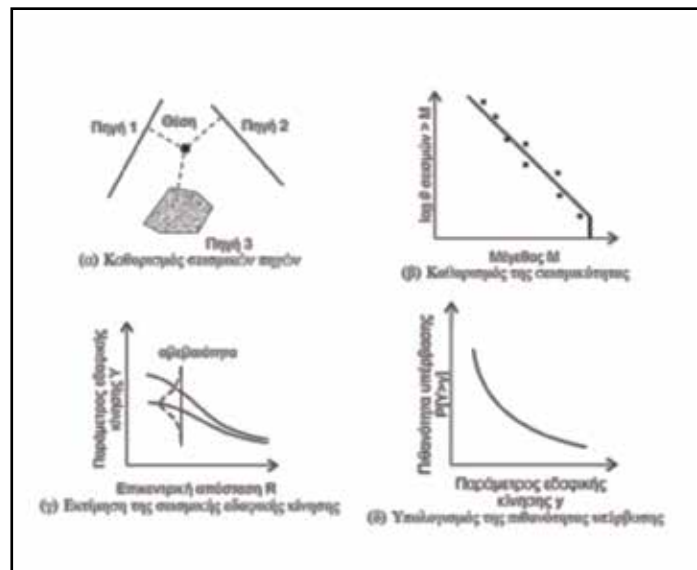 Πηγή 1
Θέση
Πηγή 2
Πηγή 3
(α) Καθορισμός σεισμικών πηγών
log # σεισμών > M
Μέγεθος M
(β) Καθορισμός της σεισμικότητας
Παράμετρος εδαφικής
κίνησης Y
αβεβαιότητα
Επικεντρική απόσταση R
(γ) Εκτίμηση της σεισμικής εδαφικής κίνησης
Πιθανότητα υπέρβασης
P[Y>y]
Παράμετρος εδαφικής
κίνησης y
(δ) Υπολογισμός της πιθανότητας υπέρβασης